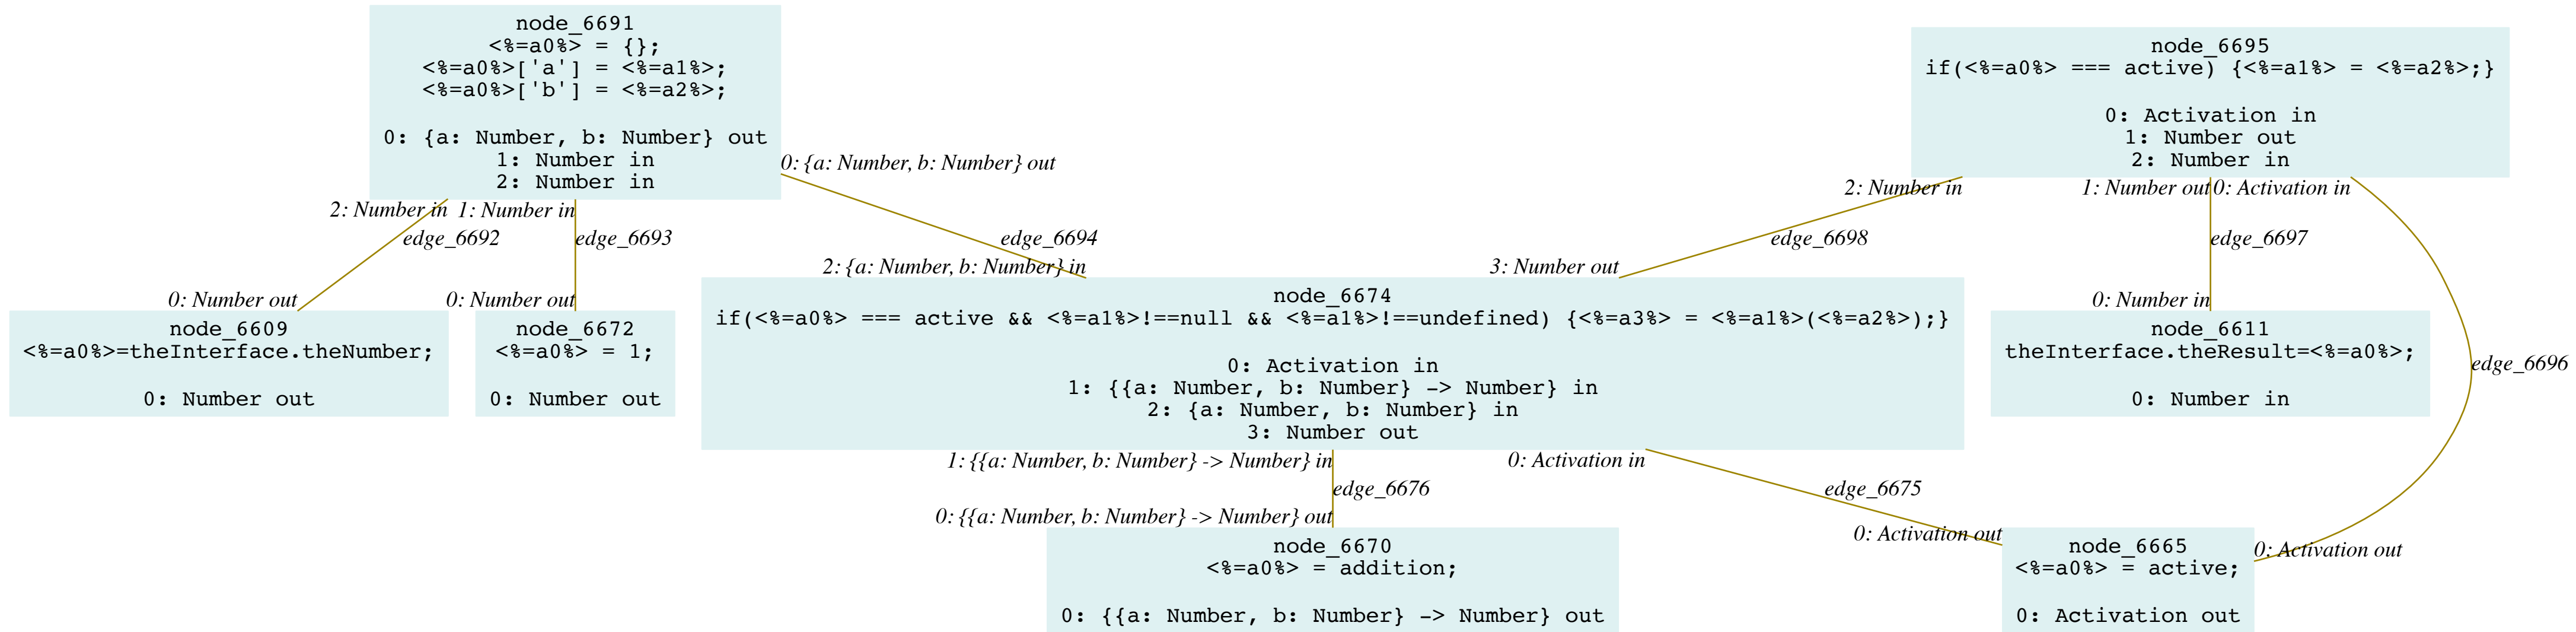 node_6691
<%=a0%> = {};
<%=a0%>['a'] = <%=a1%>;
<%=a0%>['b'] = <%=a2%>;
0: {a: Number, b: Number} out
1: Number in
2: Number in
node_6695
if(<%=a0%> === active) {<%=a1%> = <%=a2%>;}
0: Activation in
1: Number out
2: Number in
0: {a: Number, b: Number} out
2: Number in
1: Number in
2: Number in
1: Number out
0: Activation in
edge_6692
edge_6693
edge_6694
edge_6698
edge_6697
2: {a: Number, b: Number} in
3: Number out
0: Number out
0: Number out
0: Number in
node_6609
<%=a0%>=theInterface.theNumber;
0: Number out
node_6672
<%=a0%> = 1;
0: Number out
node_6674
if(<%=a0%> === active && <%=a1%>!==null && <%=a1%>!==undefined) {<%=a3%> = <%=a1%>(<%=a2%>);}
0: Activation in
1: {{a: Number, b: Number} -> Number} in
2: {a: Number, b: Number} in
3: Number out
node_6611
theInterface.theResult=<%=a0%>;
0: Number in
edge_6696
1: {{a: Number, b: Number} -> Number} in
0: Activation in
edge_6676
edge_6675
0: {{a: Number, b: Number} -> Number} out
0: Activation out
0: Activation out
node_6670
<%=a0%> = addition;
0: {{a: Number, b: Number} -> Number} out
node_6665
<%=a0%> = active;
0: Activation out